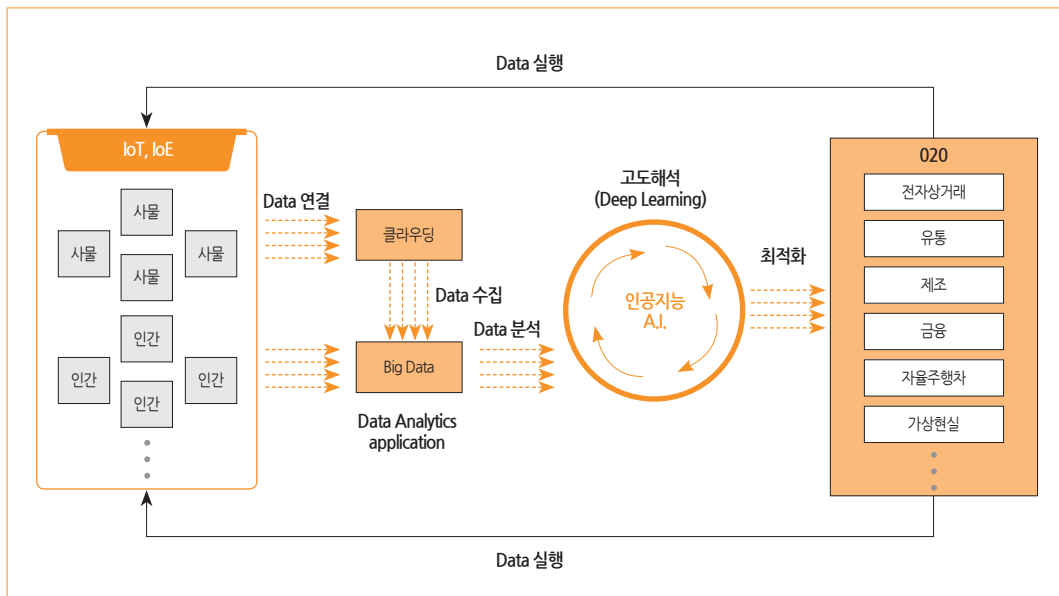 Data 실행
IoT, IoE
사물
사물
사물
사물
인간
인간
인간
인간
Data 연결
클라우딩
Data 수집
Big Data
Data Analytics
application
Data 분석
고도해석
(Deep Learning)
인공지능
A.I.
최적화
020
전자상거래
유통
제조
금융
자율주행차
가상현실
Data 실행